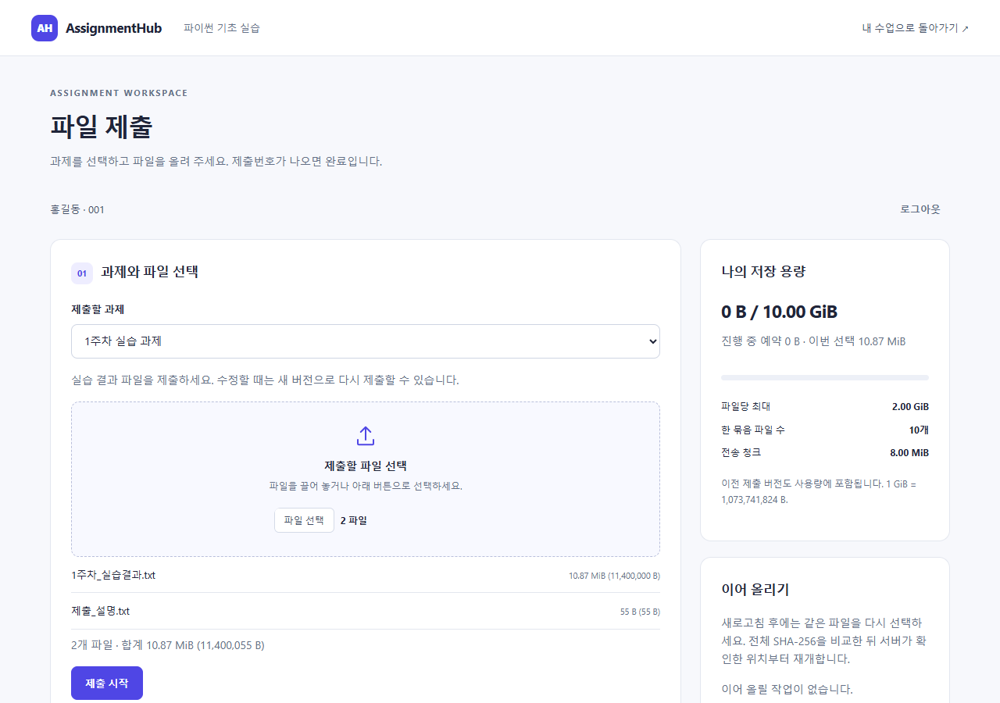 AH AssignmentHub 파이썬 기초 실습 내 수업으로 돌아가기 ↗
ASSIGNMENT WORKSPACE
파일 제출
과제를 선택하고 파일을 올려 주세요. 제출번호가 나오면 완료입니다.
홍길동 · 001 로그아웃
01 과제와 파일 선택
제출할 과제
1주차 실습 과제
실습 결과 파일을 제출하세요. 수정할 때는 새 버전으로 다시 제출할 수 있습니다.
제출할 파일 선택
파일을 끌어 놓거나 아래 버튼으로 선택하세요.
파일 선택 2 파일
1주차_실습결과.txt 10.87 MiB (11,400,000 B)
제출_설명.txt 55 B (55 B)
2개 파일 · 합계 10.87 MiB (11,400,055 B)
제출 시작
나의 저장 용량
0 B / 10.00 GiB
진행 중 예약 0 B · 이번 선택 10.87 MiB
파일당 최대 2.00 GiB
한 묶음 파일 수 10개
전송 청크 8.00 MiB
이전 제출 버전도 사용량에 포함됩니다. 1 GiB =
1,073,741,824 B.
이어 올리기
새로고침 후에는 같은 파일을 다시 선택하
세요. 전체 SHA-256을 비교한 뒤 서버가 확
인한 위치부터 재개합니다.
이어 올릴 작업이 없습니다.